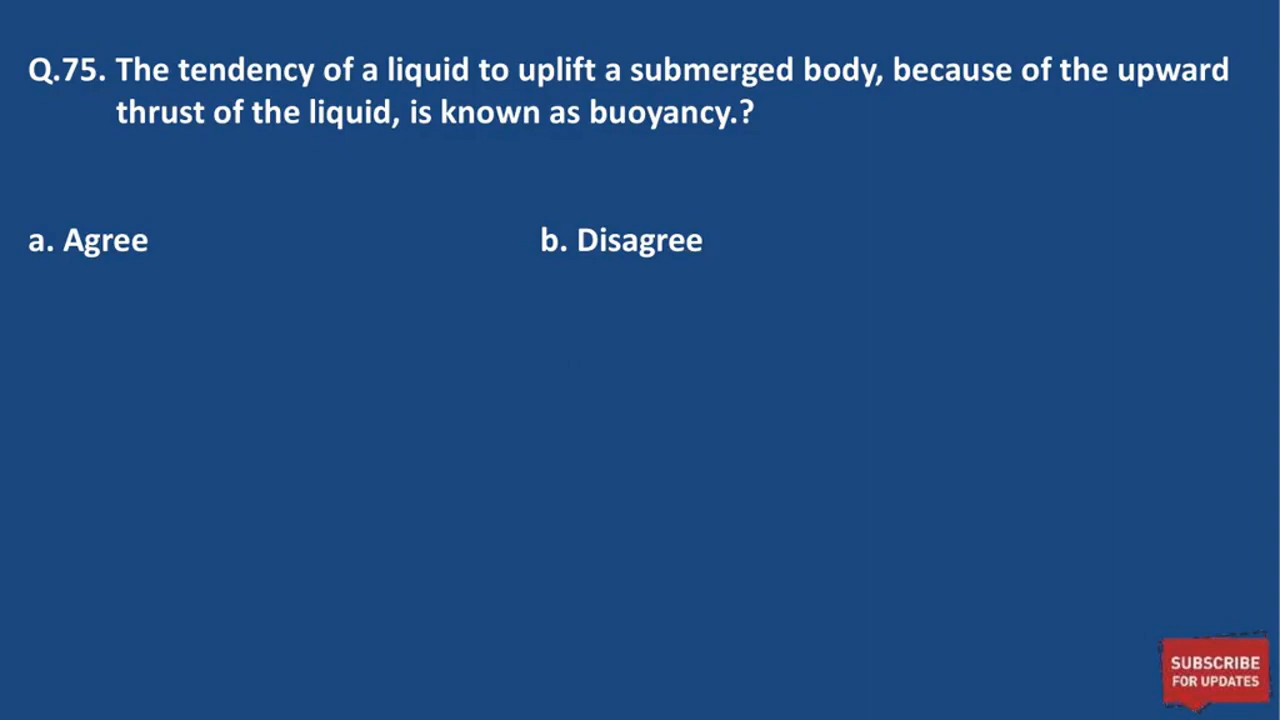 Q.75. The tendency of a liquid to uplift a submerged body, because of the upward
thrust of the liquid, is known as buoyancy.?
a. Agree b. Disagree
SUBSCRIBE
FOR UPDATES